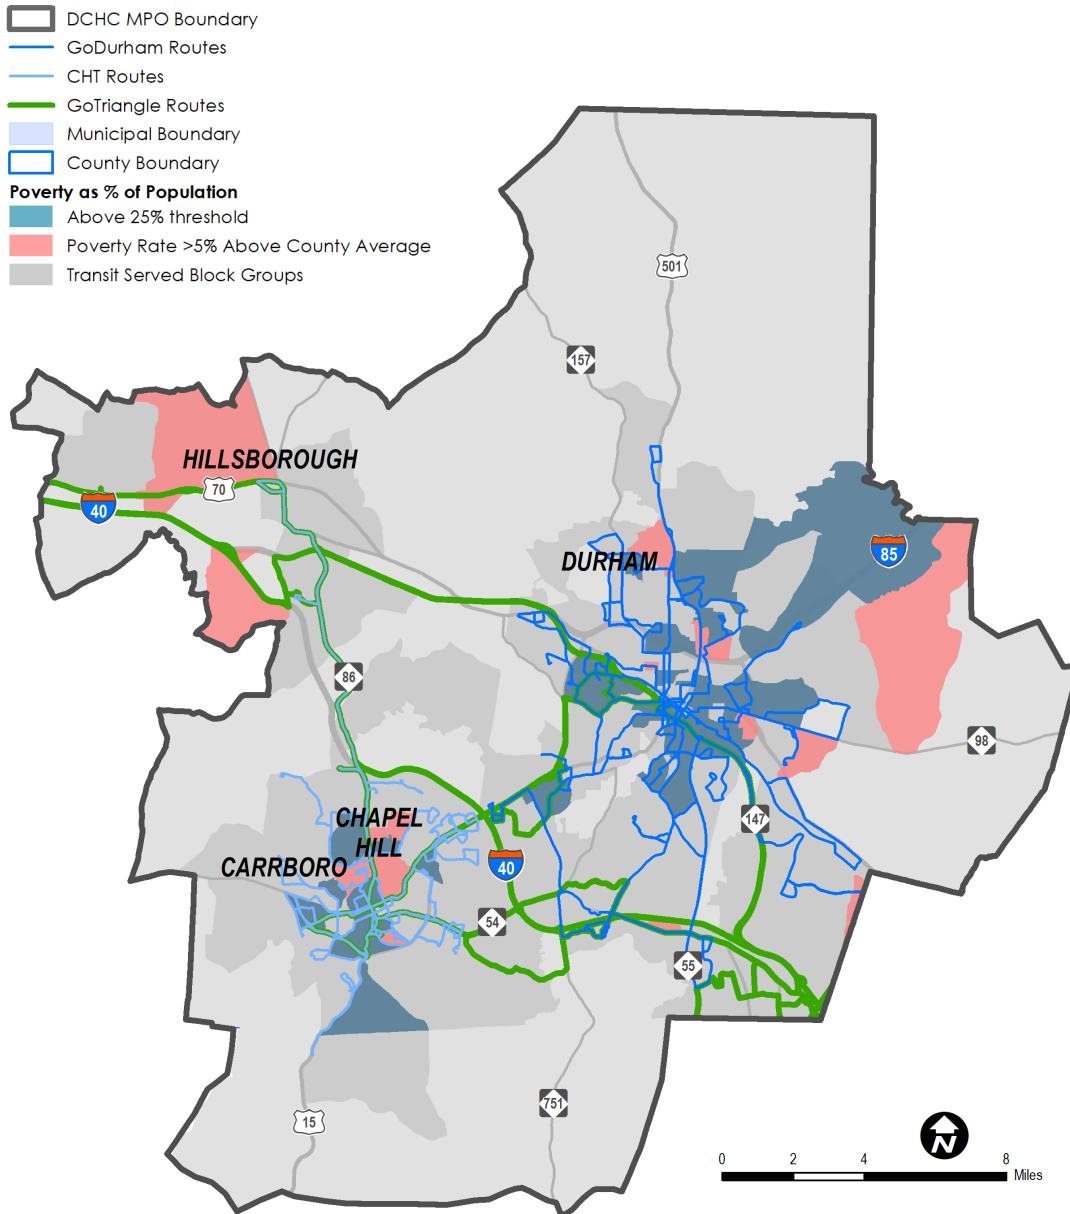 DCHC MPO Boundary
GoDurham Routes
CHT Routes
GoTriangle Routes
Municipal Boundary
County Boundary
Poverty as % of Population
Above 25% threshold
Poverty Rate >5% Above County Average
Transit Served Block Groups
501
157
HILLSBOROUGH
70
40
DURHAM
85
86
98
CHAPEL
HILL
147
CARRBORO
40
54
55
751
15
N
0 2 4 8
Miles